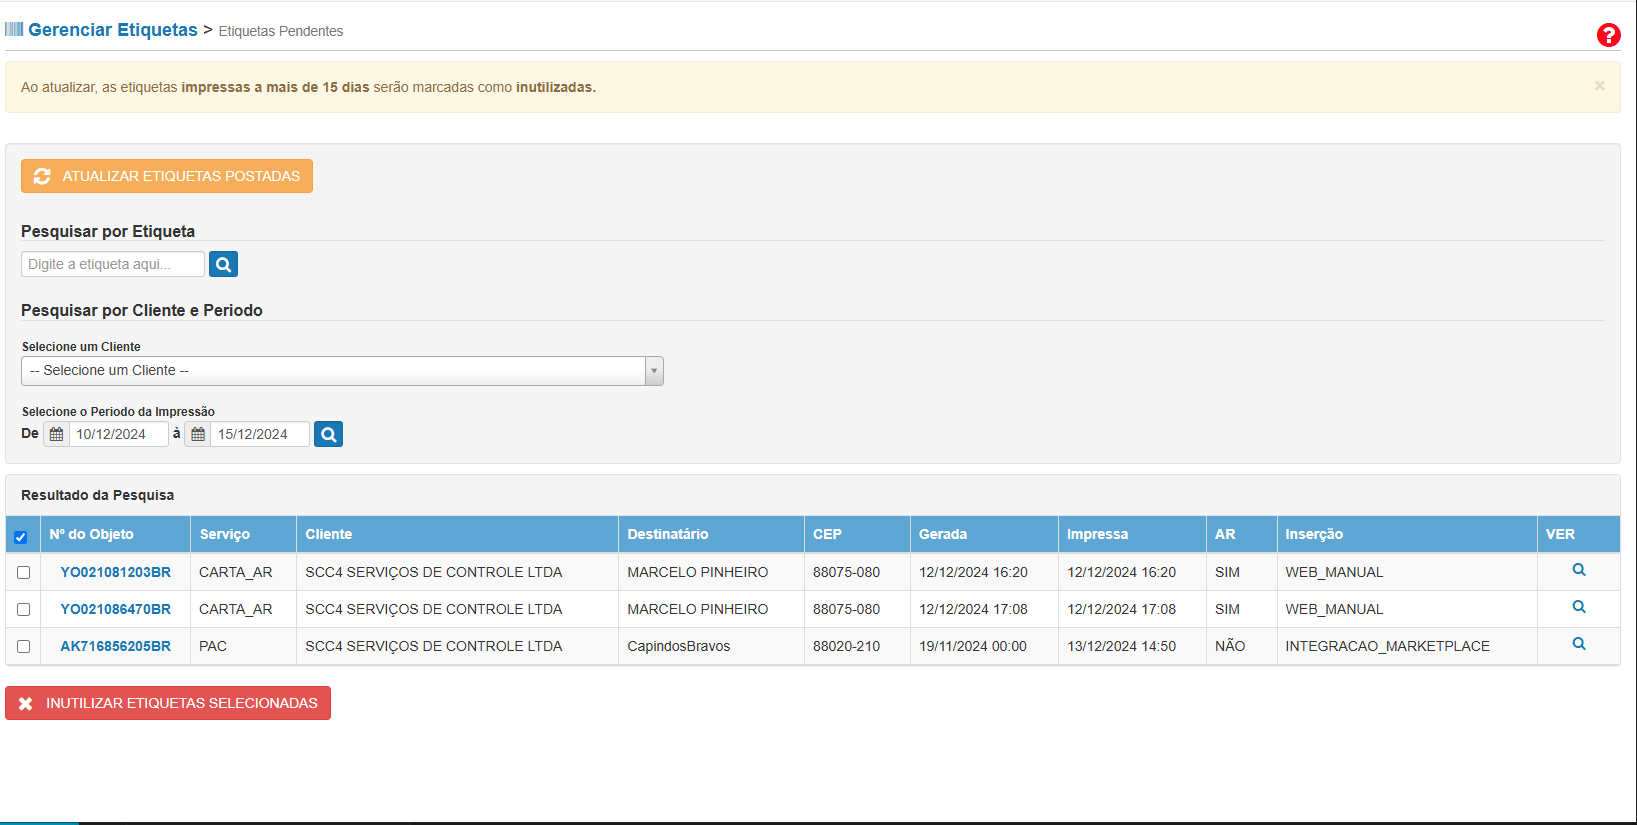 Gerenciar Etiquetas > Etiquetas Pendentes
?
Ao atualizar, as etiquetas impressas a mais de 15 dias serão marcadas como inutilizadas. ×
ATUALIZAR ETIQUETAS POSTADAS
Pesquisar por Etiqueta
Digite a etiqueta aqui...
Pesquisar por Cliente e Periodo
Selecione um Cliente
-- Selecione um Cliente --
Selecione o Periodo da Impressão
De 10/12/2024 à 15/12/2024
Resultado da Pesquisa
Nº do Objeto Serviço Cliente Destinatário CEP Gerada Impressa AR Inserção VER
YO021081203BR CARTA_AR SCC4 SERVIÇOS DE CONTROLE LTDA MARCELO PINHEIRO 88075-080 12/12/2024 16:20 12/12/2024 16:20 SIM WEB_MANUAL
YO021086470BR CARTA_AR SCC4 SERVIÇOS DE CONTROLE LTDA MARCELO PINHEIRO 88075-080 12/12/2024 17:08 12/12/2024 17:08 SIM WEB_MANUAL
AK716856205BR PAC SCC4 SERVIÇOS DE CONTROLE LTDA CapindosBravos 88020-210 19/11/2024 00:00 13/12/2024 14:50 NÃO INTEGRACAO_MARKETPLACE
INUTILIZAR ETIQUETAS SELECIONADAS